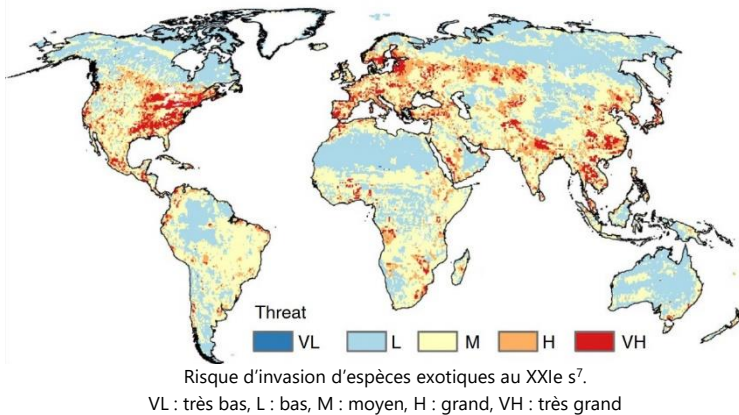 Threat
VL L M H VH
Risque d’invasion d’espèces exotiques au XXIe s⁷.
VL : très bas, L : bas, M : moyen, H : grand, VH : très grand